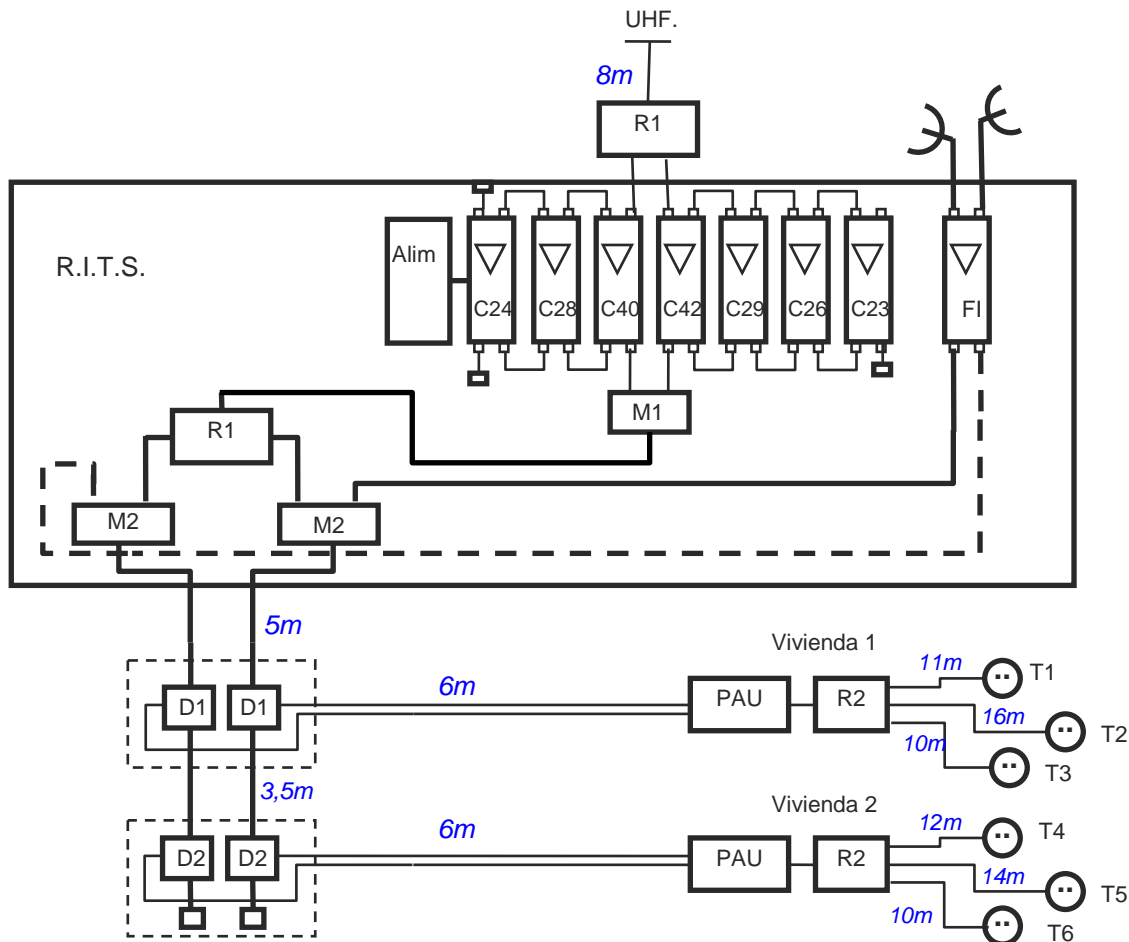 UHF.
8m
R1
R.I.T.S.
Alim
C24
C28
C40
C42
C29
C26
C23
FI
M1
R1
M2
M2
5m
Vivienda 1
6m
D1
D1
PAU
R2
11m
T1
16m
T2
10m
T3
3,5m
Vivienda 2
6m
D2
D2
PAU
R2
12m
T4
14m
T5
10m
T6